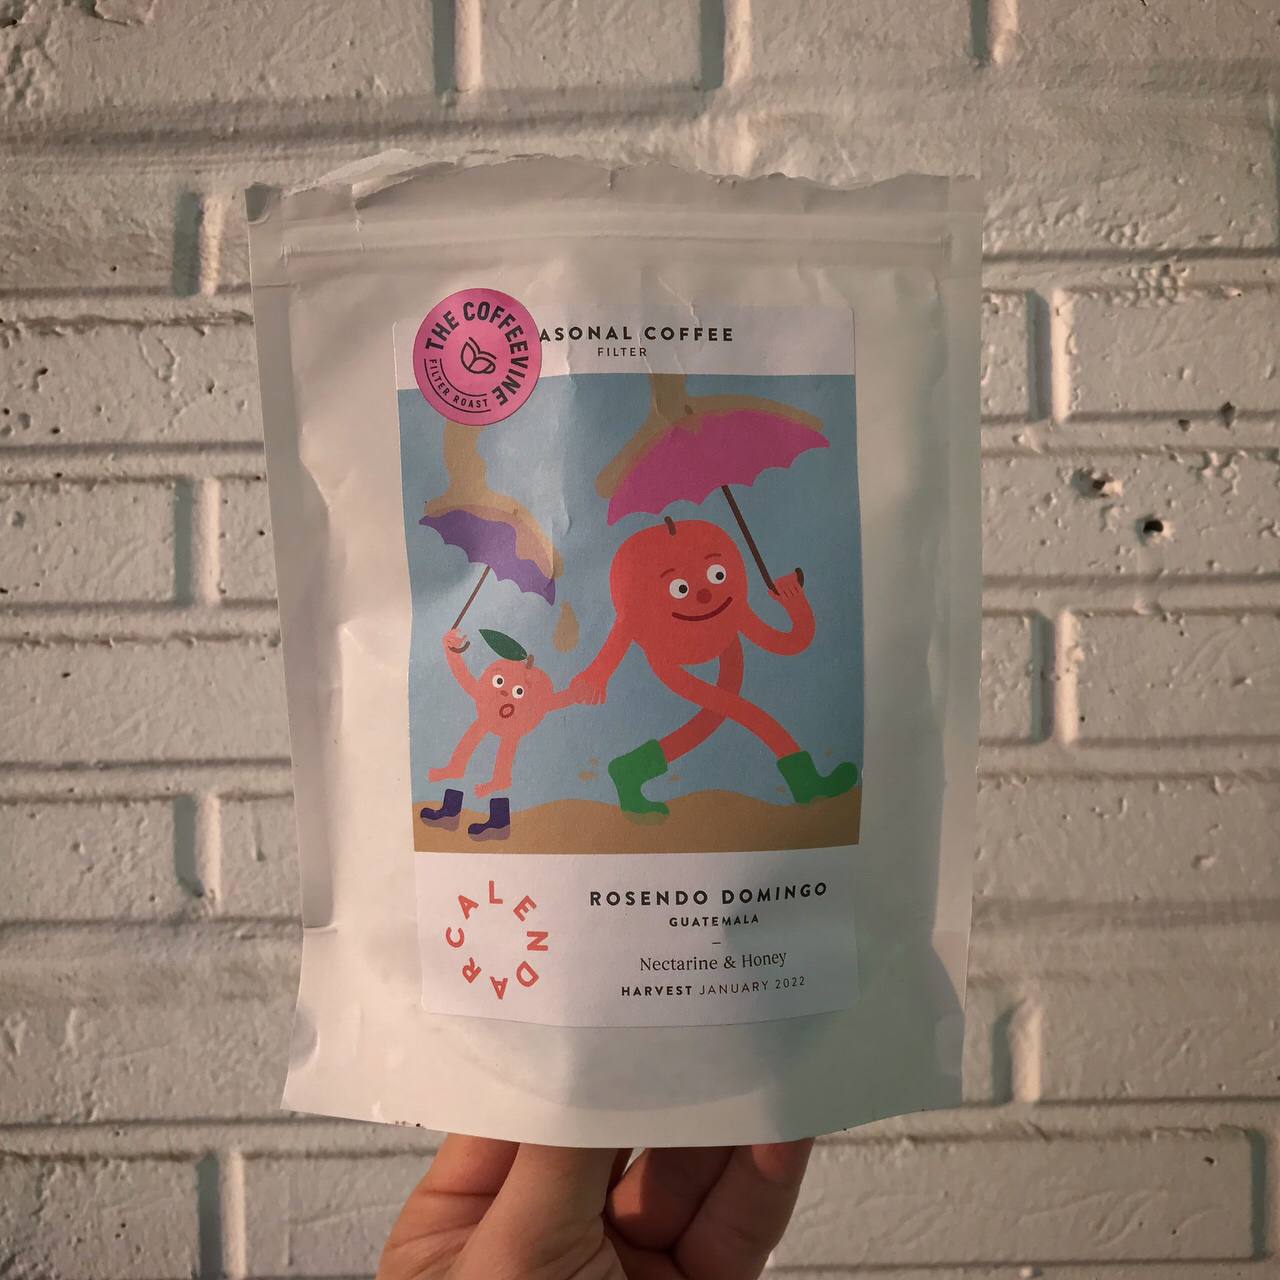 THE COFFEEVINE
FILTER ROAST
ASONAL COFFEE
FILTER
CALENDAR
ROSENDO DOMINGO
GUATEMALA
–
Nectarine & Honey
HARVEST JANUARY 2022